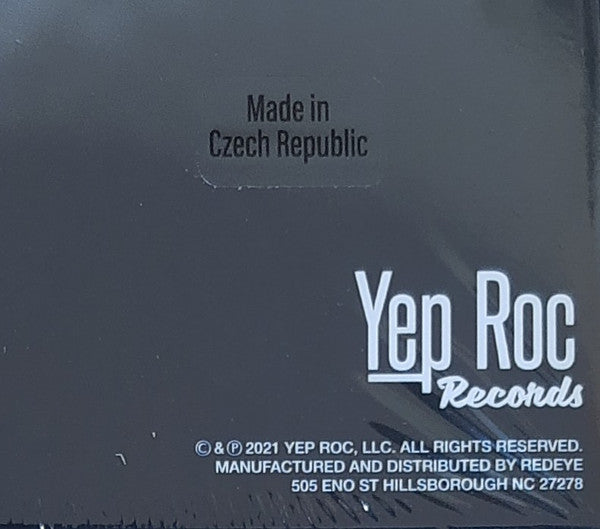 Made in
Czech Republic
Yep Roc
Records
© & ℗ 2021 YEP ROC, LLC. ALL RIGHTS RESERVED.
MANUFACTURED AND DISTRIBUTED BY REDEYE
505 ENO ST HILLSBOROUGH NC 27278